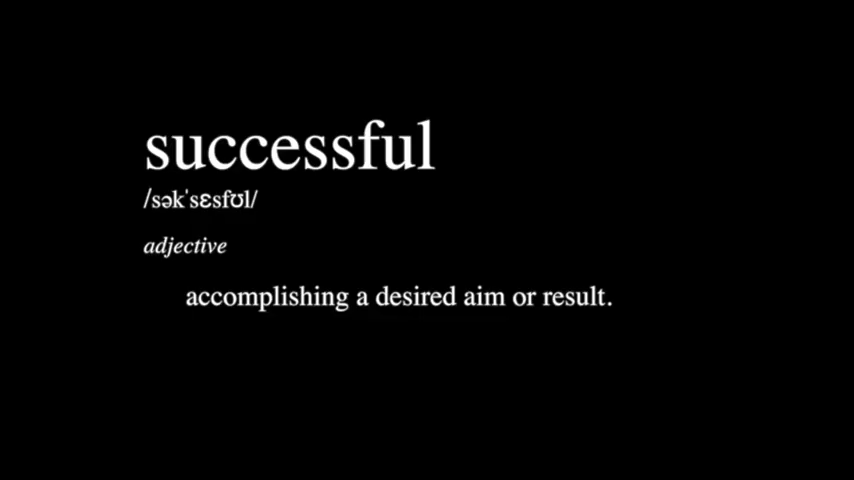 successful
/səkˈsɛsfʊl/
adjective
accomplishing a desired aim or result.